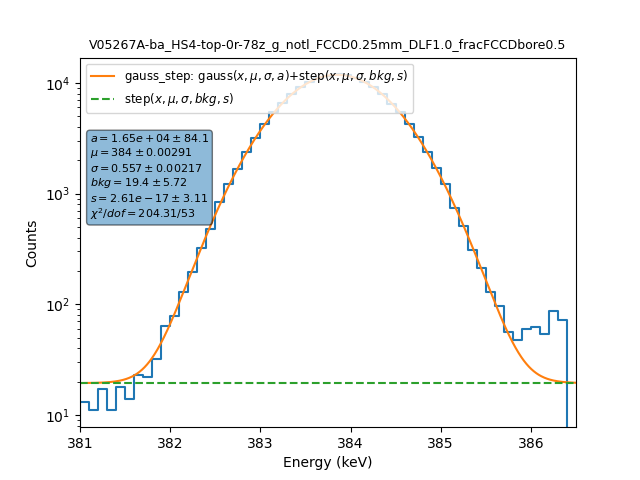 V05267A-ba_HS4-top-0r-78z_g_notl_FCCD0.25mm_DLF1.0_fracFCCDbore0.5
gauss_step: gauss(x, μ, σ, a)+step(x, μ, σ, bkg, s)
step(x, μ, σ, bkg, s)
a = 1.65e + 04 ± 84.1
μ = 384 ± 0.00291
σ = 0.557 ± 0.00217
bkg = 19.4 ± 5.72
s = 2.61e − 17 ± 3.11
χ²/dof = 204.31/53
Counts
10⁴
10³
10²
10¹
381 382 383 384 385 386
Energy (keV)